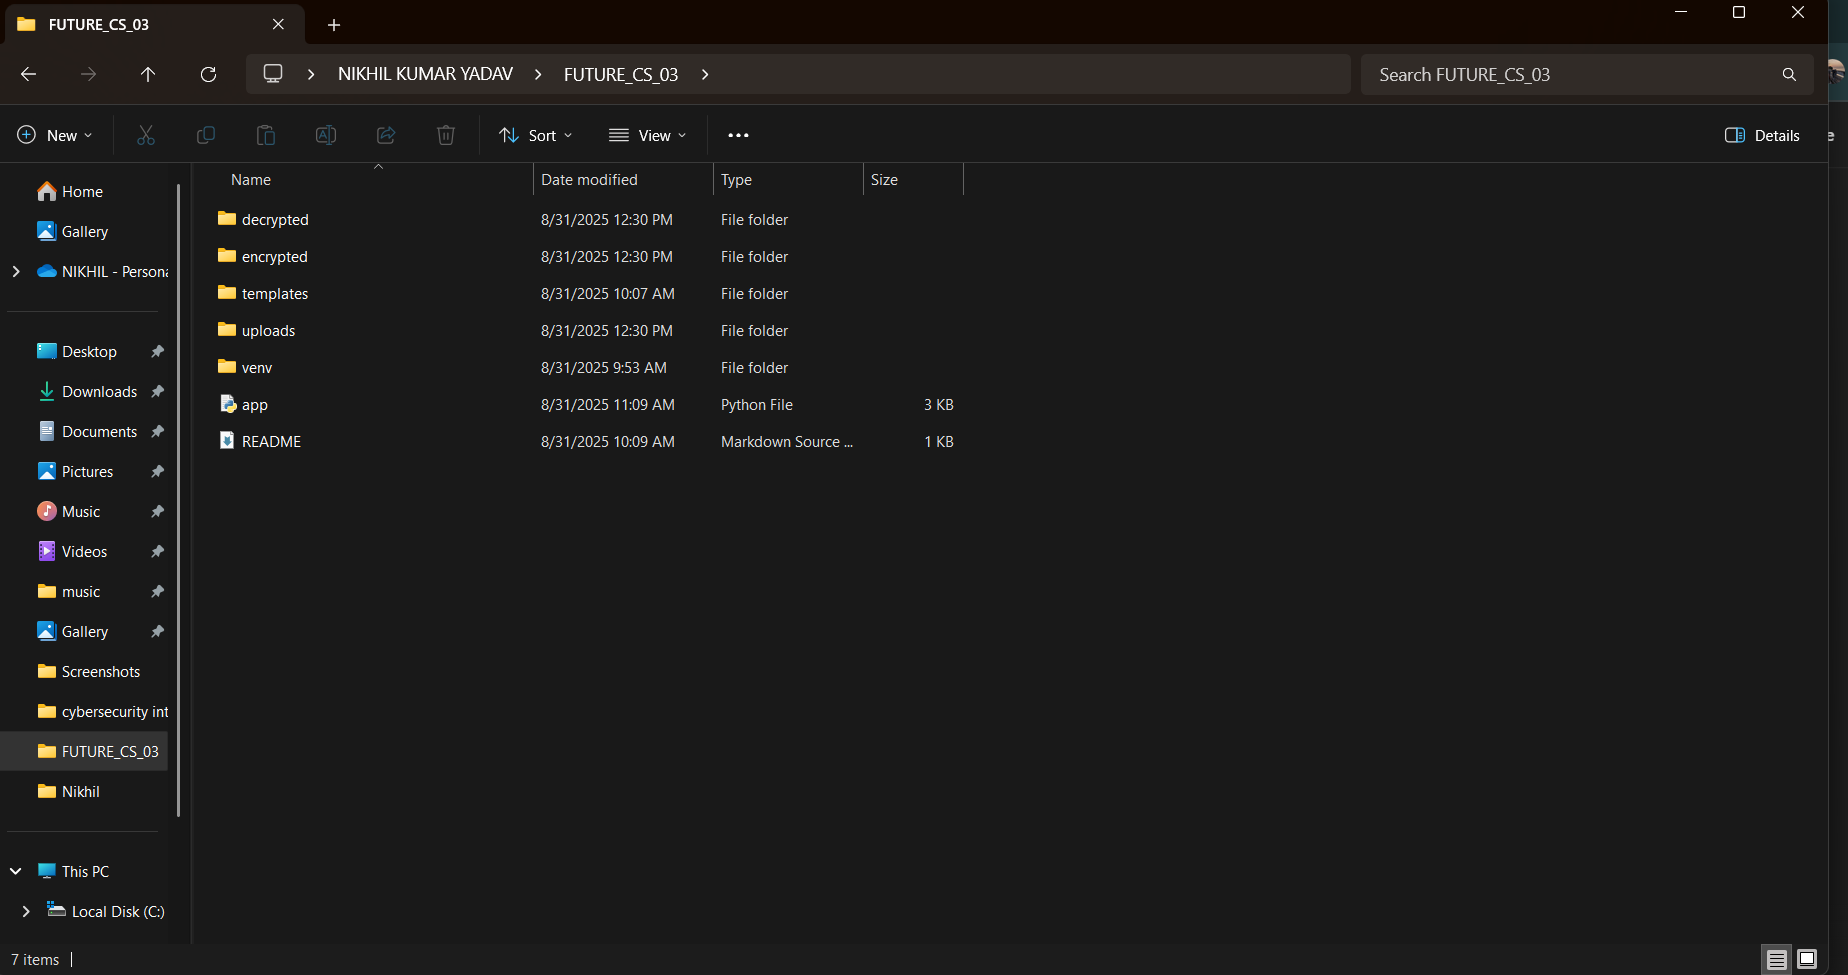 FUTURE_CS_03
NIKHIL KUMAR YADAV FUTURE_CS_03
Search FUTURE_CS_03
New
Sort
View
Details
Home
Gallery
NIKHIL - Persona
Desktop
Downloads
Documents
Pictures
Music
Videos
music
Gallery
Screenshots
cybersecurity int
FUTURE_CS_03
Nikhil
This PC
Local Disk (C:)
Name Date modified Type Size
decrypted 8/31/2025 12:30 PM File folder
encrypted 8/31/2025 12:30 PM File folder
templates 8/31/2025 10:07 AM File folder
uploads 8/31/2025 12:30 PM File folder
venv 8/31/2025 9:53 AM File folder
app 8/31/2025 11:09 AM Python File 3 KB
README 8/31/2025 10:09 AM Markdown Source ... 1 KB
7 items